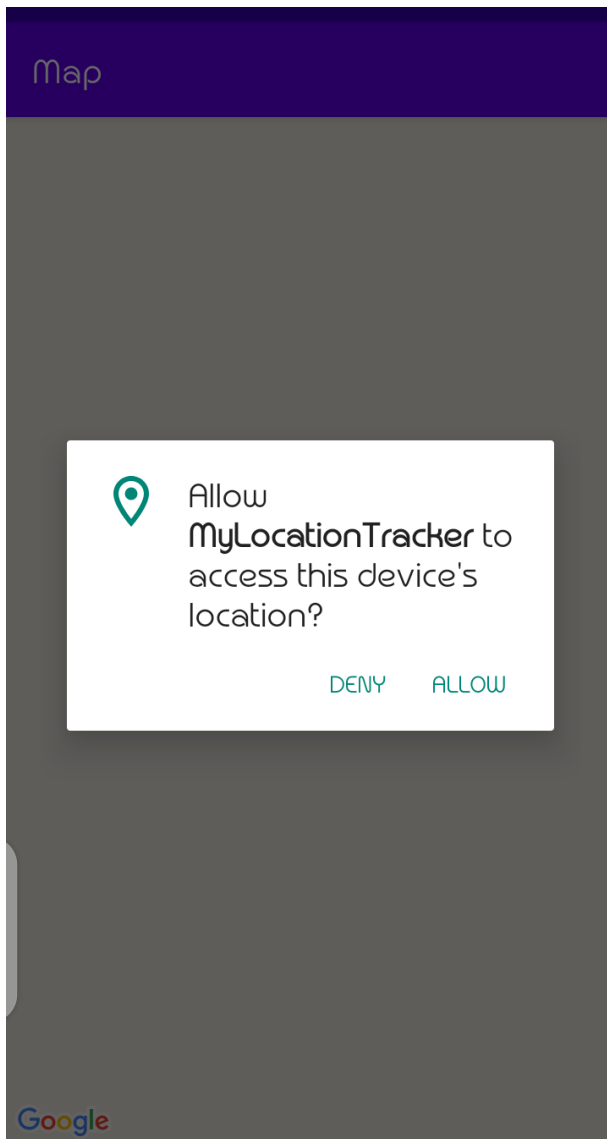 Map
Allow
MyLocationTracker to
access this device's
location?
DENY ALLOW
Google